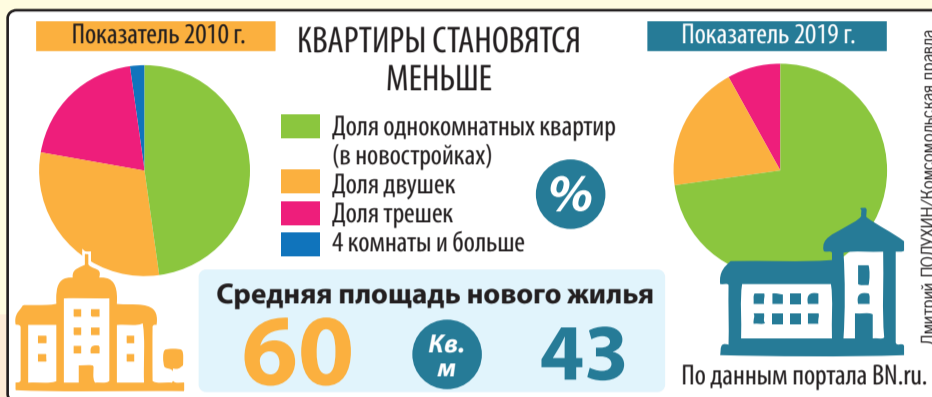 Показатель 2010 г.
КВАРТИРЫ СТАНОВЯТСЯ
МЕНЬШЕ
Показатель 2019 г.
Доля однокомнатных квартир
(в новостройках)
Доля двушек
Доля трешек
4 комнаты и больше
%
Средняя площадь нового жилья
60
Кв.
м
43
По данным портала BN.ru.
Дмитрий ПОЛУХИН/Комсомольская правда